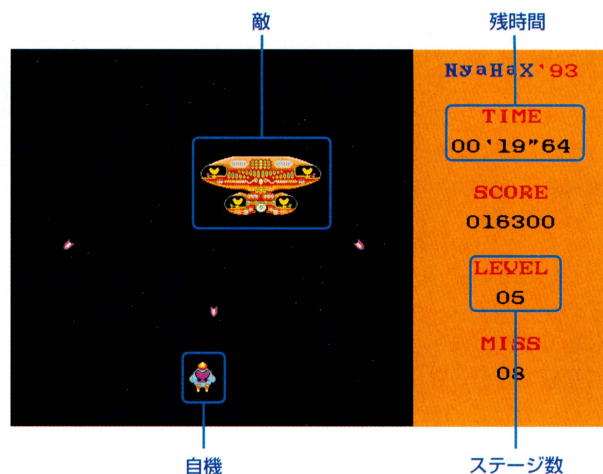 敵
残時間
NyaHaX'93
TIME
00'19"64
SCORE
016300
LEVEL
05
MISS
08
自機
ステージ数